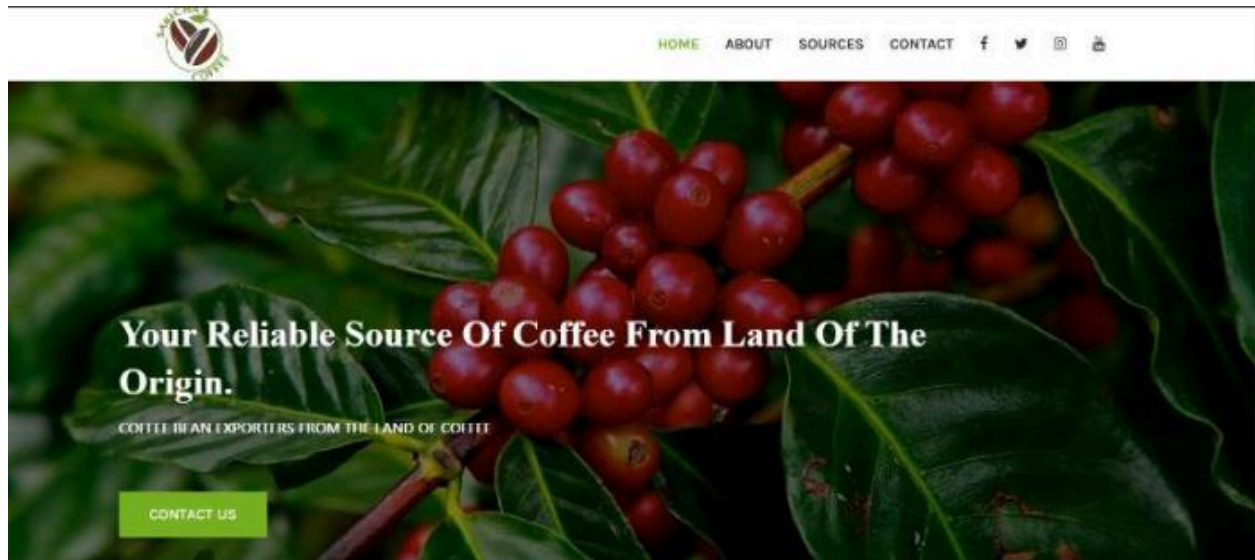 COFFEE
HOME ABOUT SOURCES CONTACT
Your Reliable Source Of Coffee From Land Of The
Origin.
COFFEE BEAN EXPORTERS FROM THE LAND OF COFFEE
CONTACT US